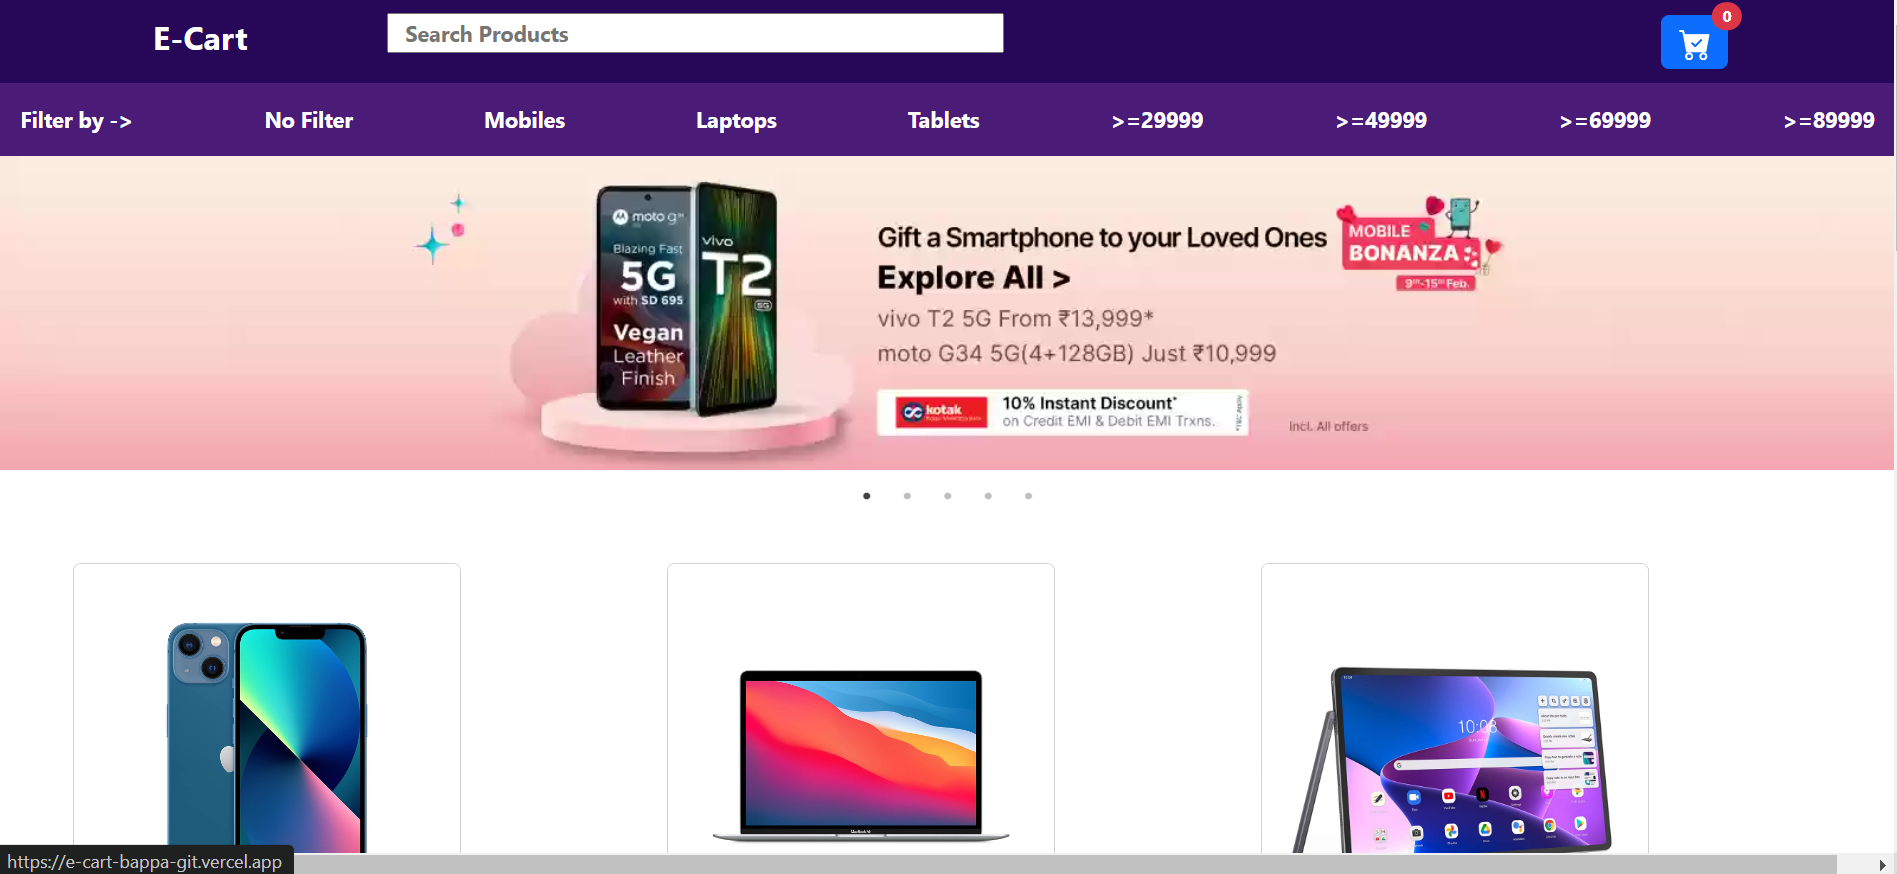 E-Cart
Search Products
0
Filter by ->
No Filter
Mobiles
Laptops
Tablets
>=29999
>=49999
>=69999
>=89999
moto g34
Blazing Fast
5G
with SD 695
Vegan
Leather
Finish
vivo
T2
5G
Gift a Smartphone to your Loved Ones
Explore All >
vivo T2 5G From ₹13,999*
moto G34 5G(4+128GB) Just ₹10,999
MOBILE
BONANZA
9th-15th Feb.
kotak
10% Instant Discount*
on Credit EMI & Debit EMI Trxns.
*T&C Apply
Incl. All offers
MacBook Air
10:08
https://e-cart-bappa-git.vercel.app